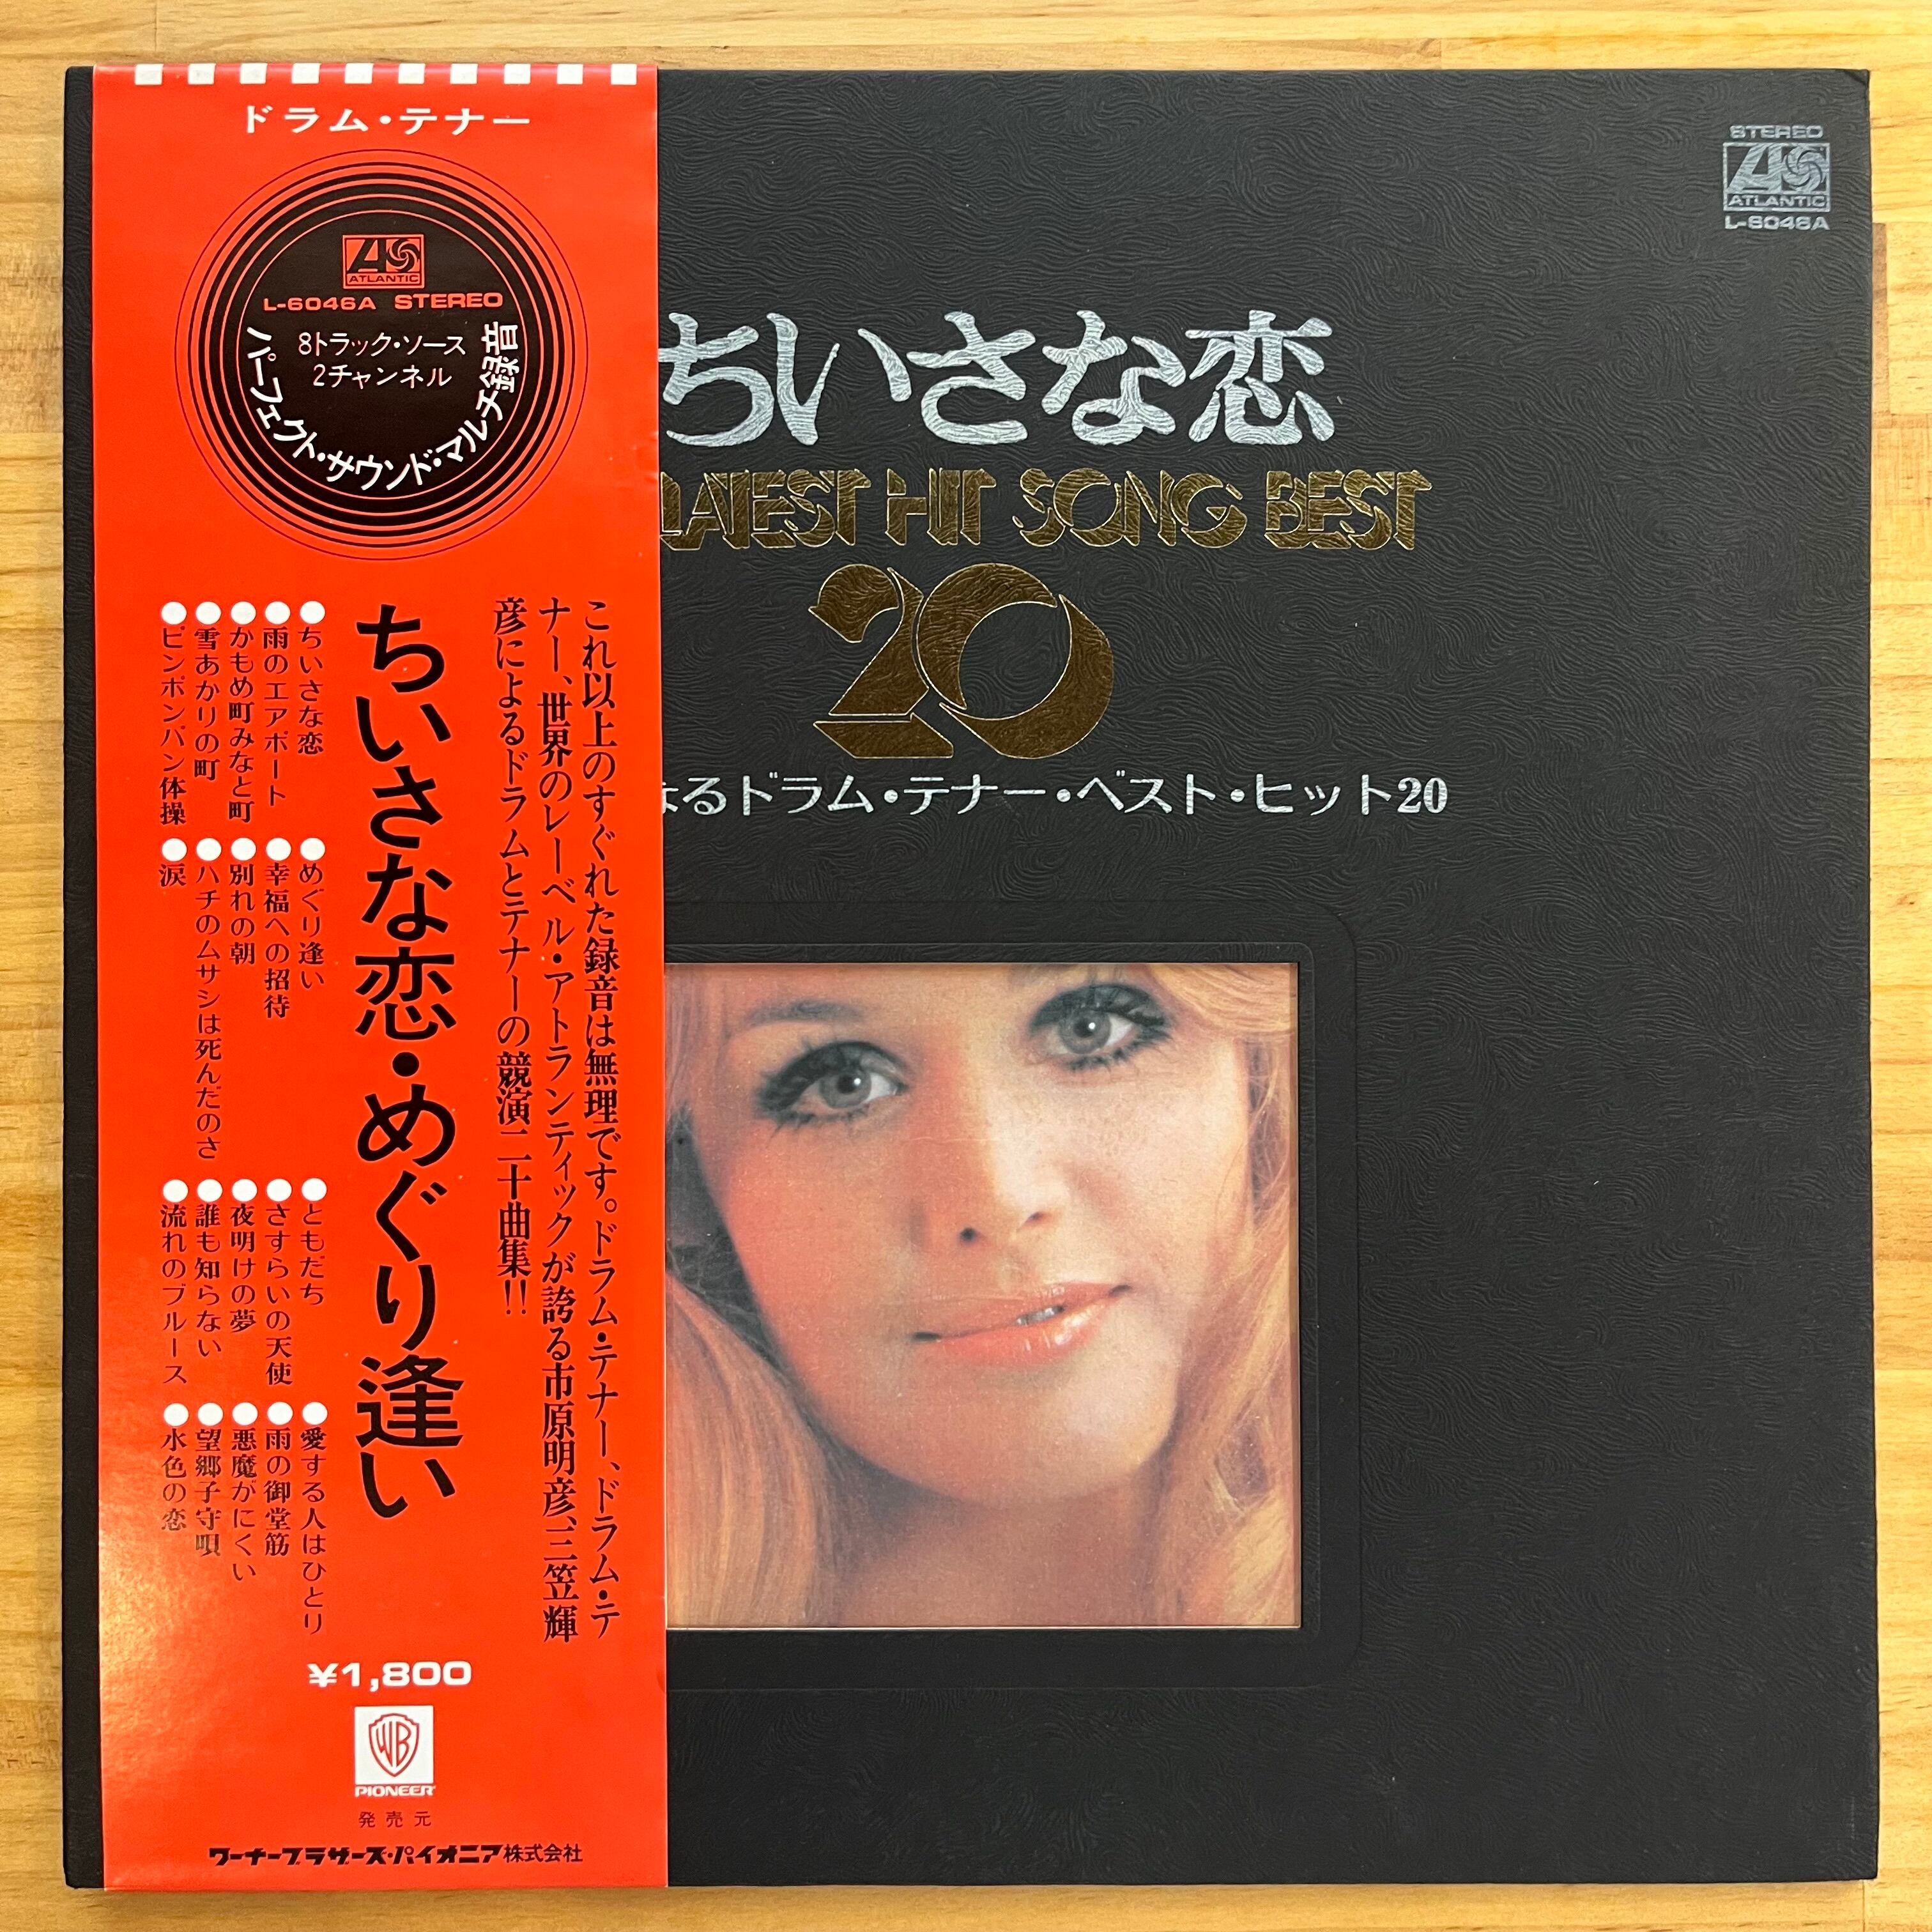 ドラム・テナー
ATLANTIC
L-6046A STEREO
8トラック・ソース
2チャンネル
パーフェクト・サウンド・マルチ録音
これ以上のすぐれた録音は無理です。ドラム・テナー、ドラム・テ
ナー、世界のレーベル・アトランティックが誇る市原明彦、三笠輝
彦によるドラムとテナーの競演二十曲集!!
ちいさな恋・めぐり逢い
●ちいさな恋
●雨のエアポート
●かもめ町みなと町
●雪あかりの町
●ピンポンパン体操
●めぐり逢い
●幸福への招待
●別れの朝
●ハチのムサシは死んだのさ
●涙
●ともだち
●さすらいの天使
●夜明けの夢
●誰も知らない
●流れのブルース
●愛する人はひとり
●雨の御堂筋
●悪魔がにくい
●望郷子守唄
●水色の恋
¥1,800
WB
PIONEER
発売元
ワーナーブラザーズ・パイオニア株式会社
STEREO
ATLANTIC
L-6046A
ちいさな恋
LATEST HIT SONG BEST
20
なるドラム・テナー・ベスト・ヒット20